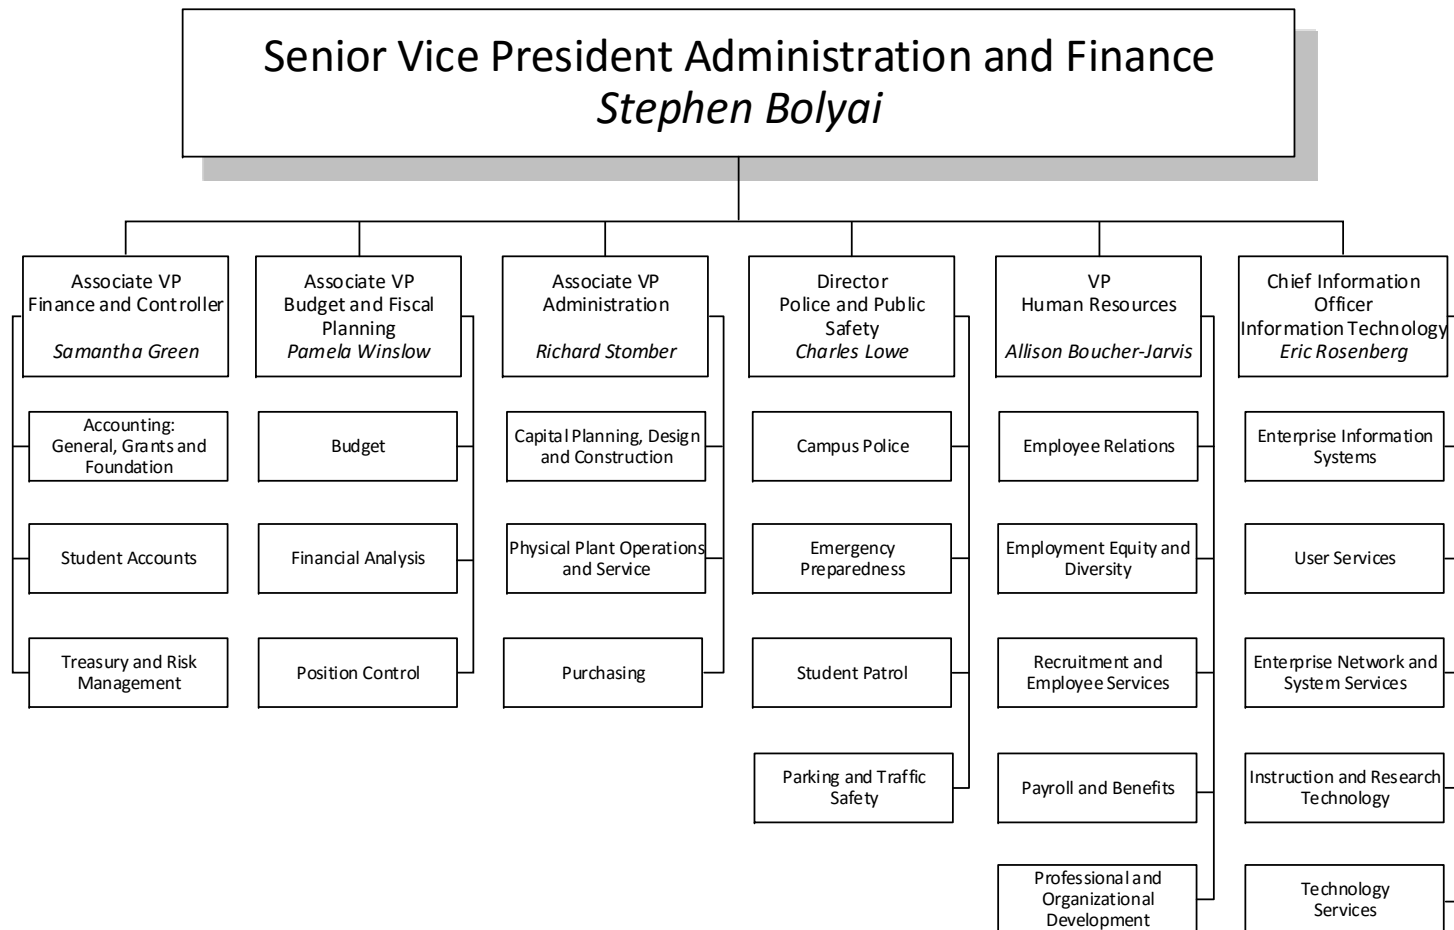 Senior Vice President Administration and Finance
Stephen Bolyai
Associate VP
Finance and Controller
Samantha Green
Accounting:
General, Grants and
Foundation
Student Accounts
Treasury and Risk
Management
Associate VP
Budget and Fiscal
Planning
Pamela Winslow
Budget
Financial Analysis
Position Control
Associate VP
Administration
Richard Stomber
Capital Planning, Design
and Construction
Physical Plant Operations
and Service
Purchasing
Director
Police and Public
Safety
Charles Lowe
Campus Police
Emergency
Preparedness
Student Patrol
Parking and Traffic
Safety
VP
Human Resources
Allison Boucher-Jarvis
Employee Relations
Employment Equity and
Diversity
Recruitment and
Employee Services
Payroll and Benefits
Professional and
Organizational
Development
Chief Information
Officer
Information Technology
Eric Rosenberg
Enterprise Information
Systems
User Services
Enterprise Network and
System Services
Instruction and Research
Technology
Technology
Services